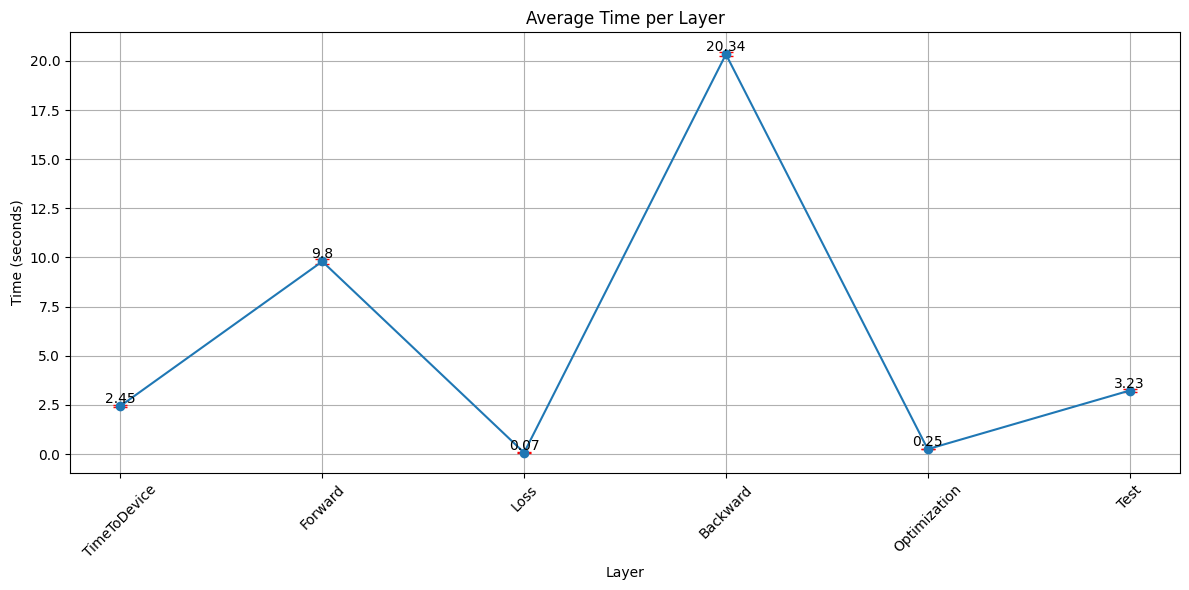 Average Time per Layer
Time (seconds)
20.0
17.5
15.0
12.5
10.0
7.5
5.0
2.5
0.0
2.45
9.8
0.07
20.34
0.25
3.23
TimeToDevice
Forward
Loss
Backward
Optimization
Test
Layer